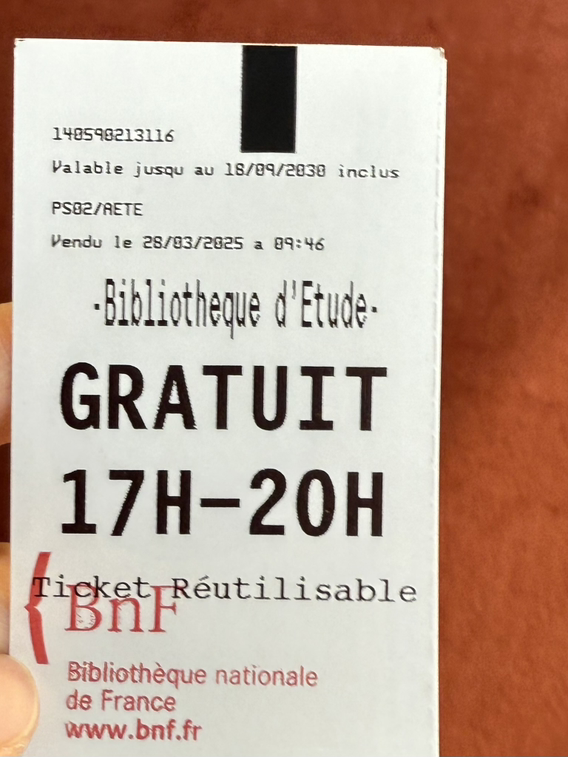 140590213116
Valable jusqu au 18/09/2030 inclus
PS02/AETE
Vendu le 28/03/2025 a 09:46
-Bibliotheque d'Etude-
GRATUIT
17H-20H
Ticket Réutilisable
BnF
Bibliothèque nationale
de France
www.bnf.fr